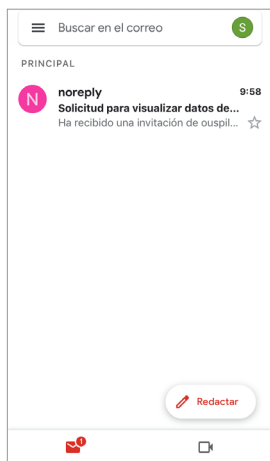 Buscar en el correo
S
PRINCIPAL
N
noreply 9:58
Solicitud para visualizar datos de...
Ha recibido una invitación de ouspil...
Redactar
1